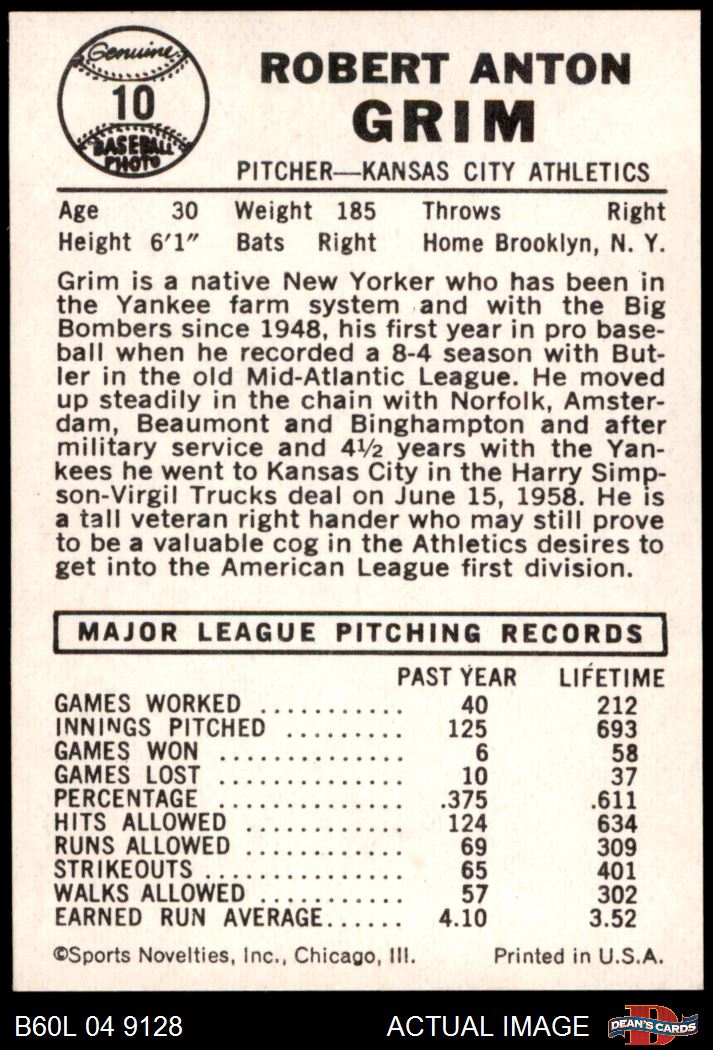 Genuine
10
BASEBALL
PHOTO
ROBERT ANTON
GRIM
PITCHER—KANSAS CITY ATHLETICS
Age 30 Weight 185 Throws Right
Height 6'1" Bats Right Home Brooklyn, N. Y.
Grim is a native New Yorker who has been in
the Yankee farm system and with the Big
Bombers since 1948, his first year in pro base-
ball when he recorded a 8-4 season with But-
ler in the old Mid-Atlantic League. He moved
up steadily in the chain with Norfolk, Amster-
dam, Beaumont and Binghampton and after
military service and 4½ years with the Yan-
kees he went to Kansas City in the Harry Simp-
son-Virgil Trucks deal on June 15, 1958. He is
a tall veteran right hander who may still prove
to be a valuable cog in the Athletics desires to
get into the American League first division.
MAJOR LEAGUE PITCHING RECORDS
PAST YEAR LIFETIME
GAMES WORKED ........... 40 212
INNINGS PITCHED ......... 125 693
GAMES WON .............. 6 58
GAMES LOST .............. 10 37
PERCENTAGE .............. .375 .611
HITS ALLOWED ............ 124 634
RUNS ALLOWED ............ 69 309
STRIKEOUTS ............... 65 401
WALKS ALLOWED ........... 57 302
EARNED RUN AVERAGE...... 4.10 3.52
©Sports Novelties, Inc., Chicago, Ill. Printed in U.S.A.
B60L 04 9128 ACTUAL IMAGE DEAN'S CARDS